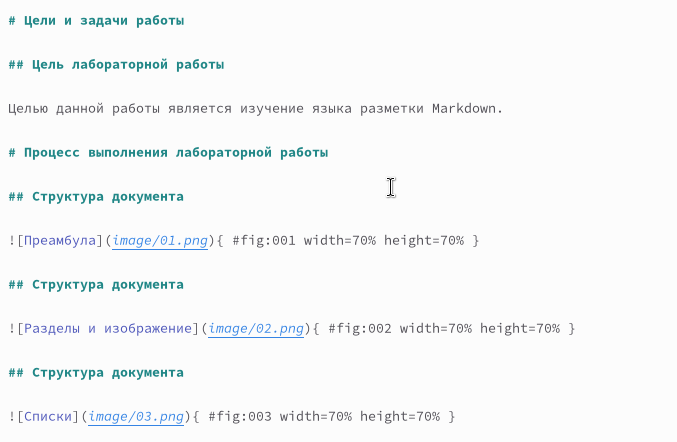 # Цели и задачи работы
## Цель лабораторной работы
Целью данной работы является изучение языка разметки Markdown.
# Процесс выполнения лабораторной работы
## Структура документа
![Преамбула](image/01.png){ #fig:001 width=70% height=70% }
## Структура документа
![Разделы и изображение](image/02.png){ #fig:002 width=70% height=70% }
## Структура документа
![Списки](image/03.png){ #fig:003 width=70% height=70% }